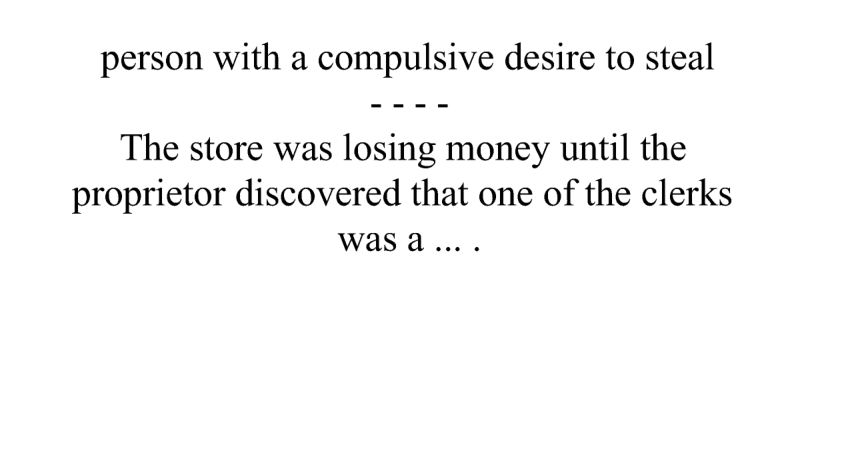 person with a compulsive desire to steal
- - - -
The store was losing money until the
proprietor discovered that one of the clerks
was a ... .